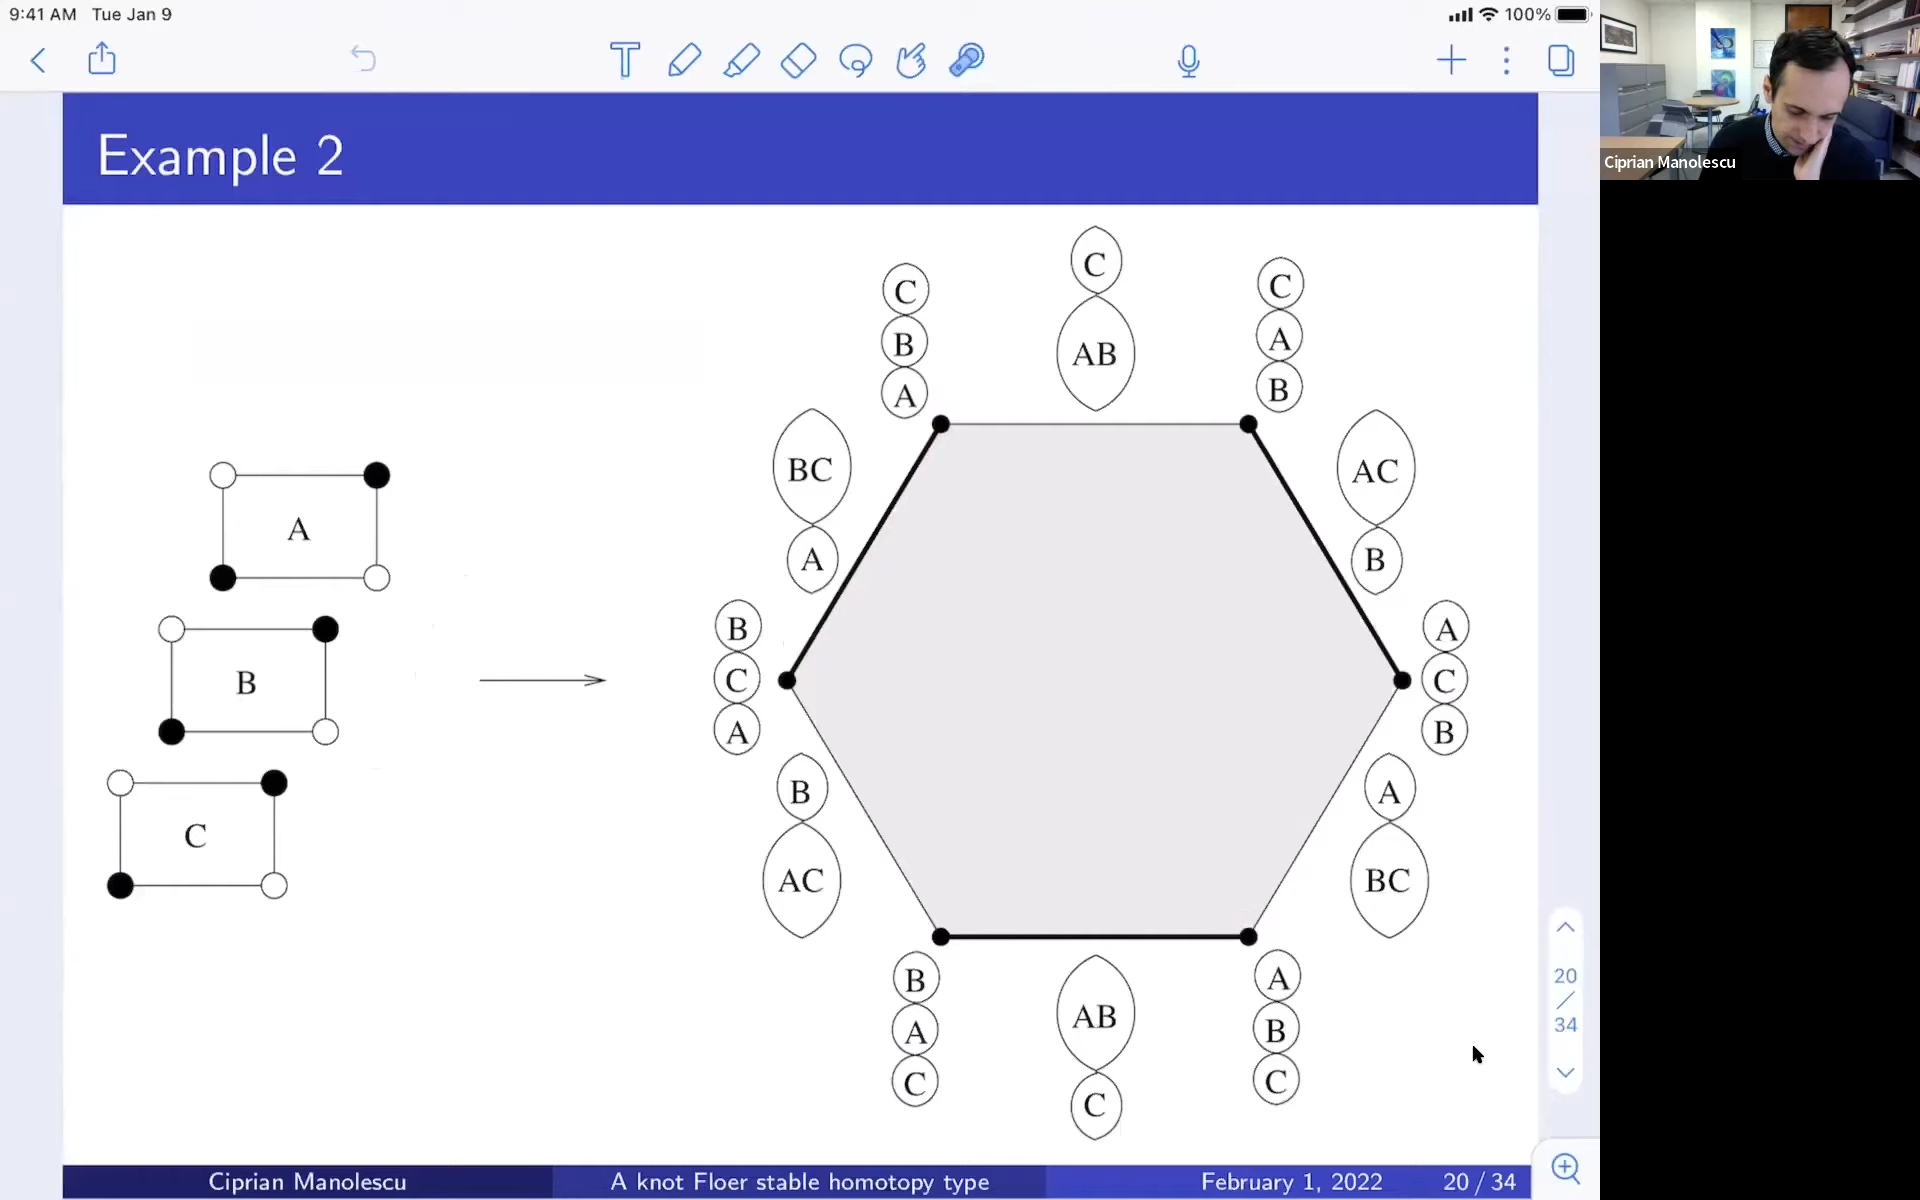 9:41 AM Tue Jan 9
100%
Ciprian Manolescu
Example 2
C
C
B
A
AB
C
A
B
BC
A
AC
B
A
B
C
B
C
A
A
C
B
B
AC
A
BC
B
A
C
AB
C
A
B
C
20
34
Ciprian Manolescu
A knot Floer stable homotopy type
February 1, 2022
20 / 34